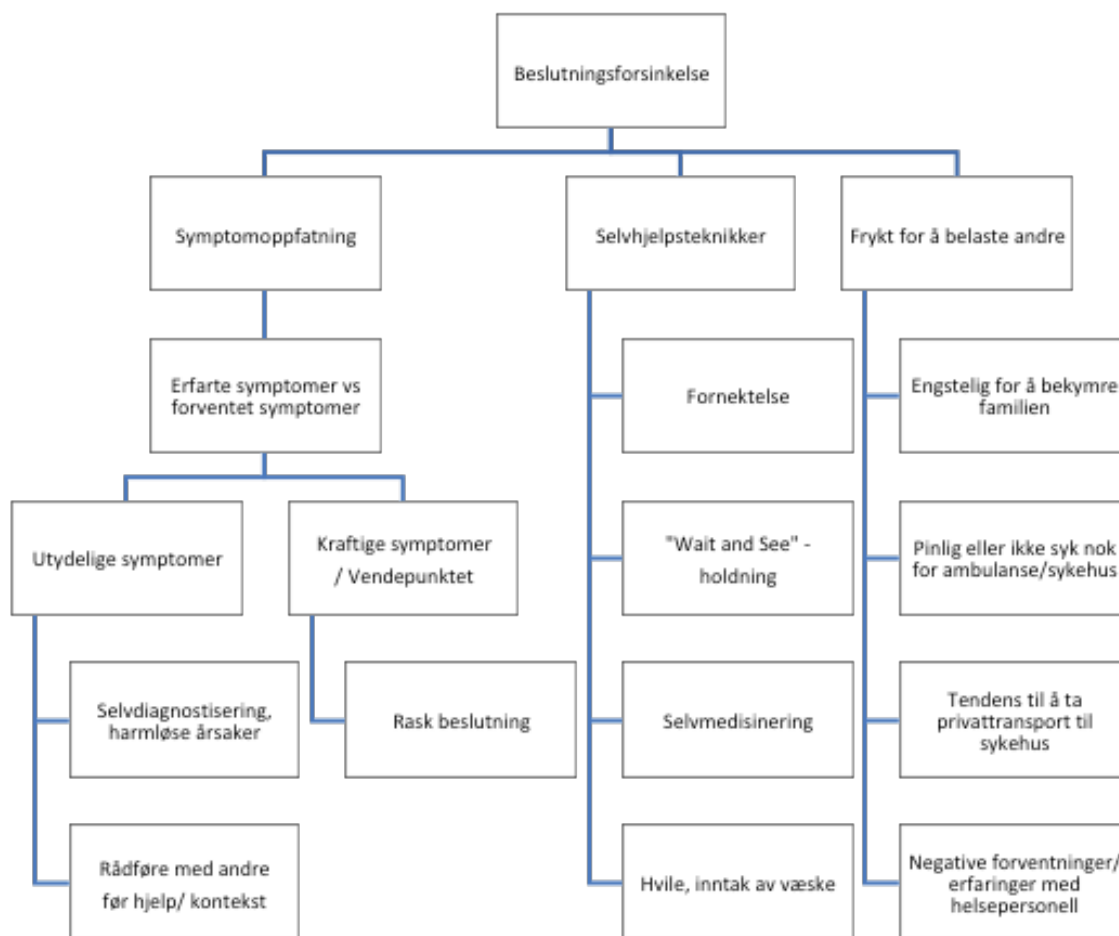 Beslutningsforsinkelse
Symptomoppfatning
Selvhjelpsteknikker
Frykt for å belaste andre
Erfarte symptomer vs
forventet symptomer
Fornektelse
Engstelig for å bekymre
familien
Utydelige symptomer
Kraftige symptomer
/ Vendepunktet
"Wait and See" -
holdning
Pinlig eller ikke syk nok
for ambulanse/sykehus
Selvdiagnostisering,
harmløse årsaker
Rask beslutning
Selvmedisinering
Tendens til å ta
privattransport til
sykehus
Rådføre med andre
før hjelp/ kontekst
Hvile, inntak av væske
Negative forventninger/
erfaringer med
helsepersonell